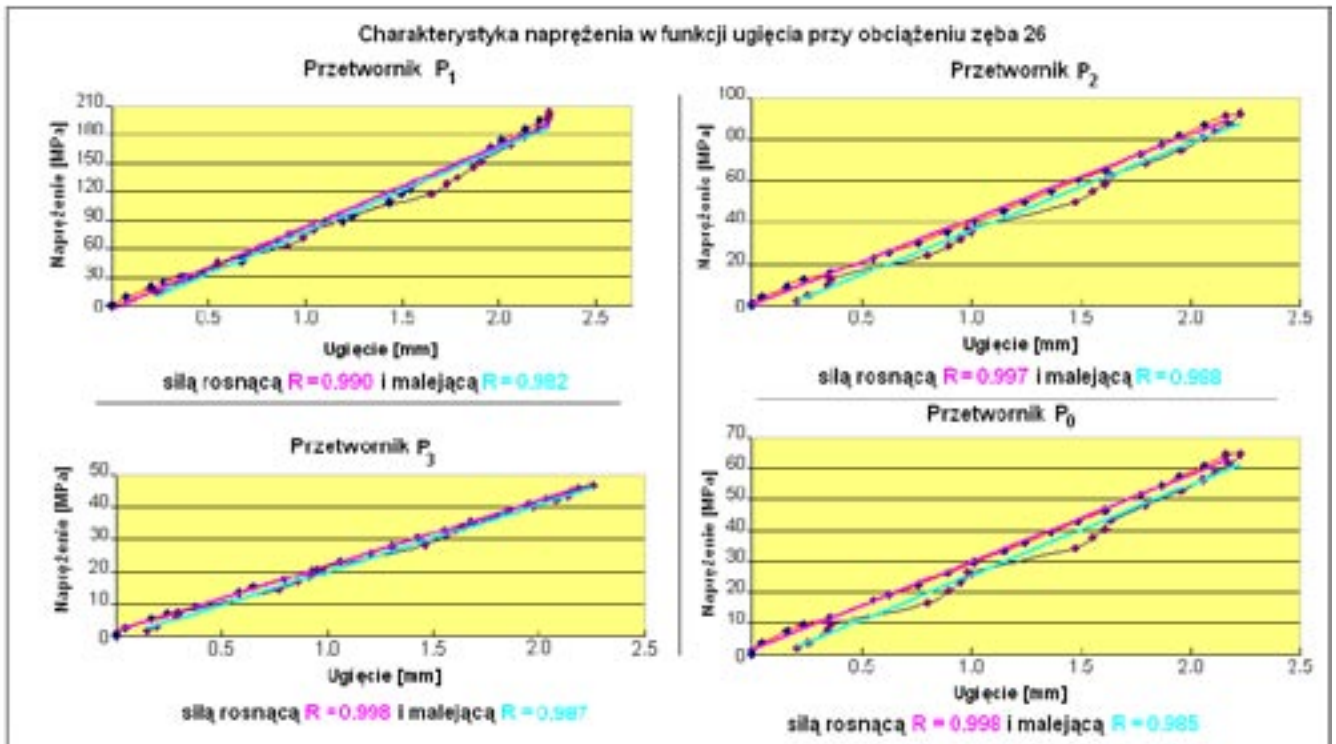 Charakterystyka naprężenia w funkcji ugięcia przy obciążeniu zęba 26
Przetwornik P1
Naprężenie [MPa]
210
180
150
120
90
60
30
0
0.5 1.0 1.5 2.0 2.5
Ugięcie [mm]
siłą rosnącą R = 0.990 i malejącą R = 0.982
Przetwornik P2
Naprężenie [MPa]
100
80
60
40
20
0
0.5 1.0 1.5 2.0 2.5
Ugięcie [mm]
siłą rosnącą R = 0.997 i malejącą R = 0.988
Przetwornik P3
Naprężenie [MPa]
50
40
30
20
10
0
0.5 1.0 1.5 2.0 2.5
Ugięcie [mm]
siłą rosnącą R = 0.998 i malejącą R = 0.987
Przetwornik P0
Naprężenie [MPa]
70
60
50
40
30
20
10
0
0.5 1.0 1.5 2.0 2.5
Ugięcie [mm]
siłą rosnącą R = 0.998 i malejącą R = 0.985